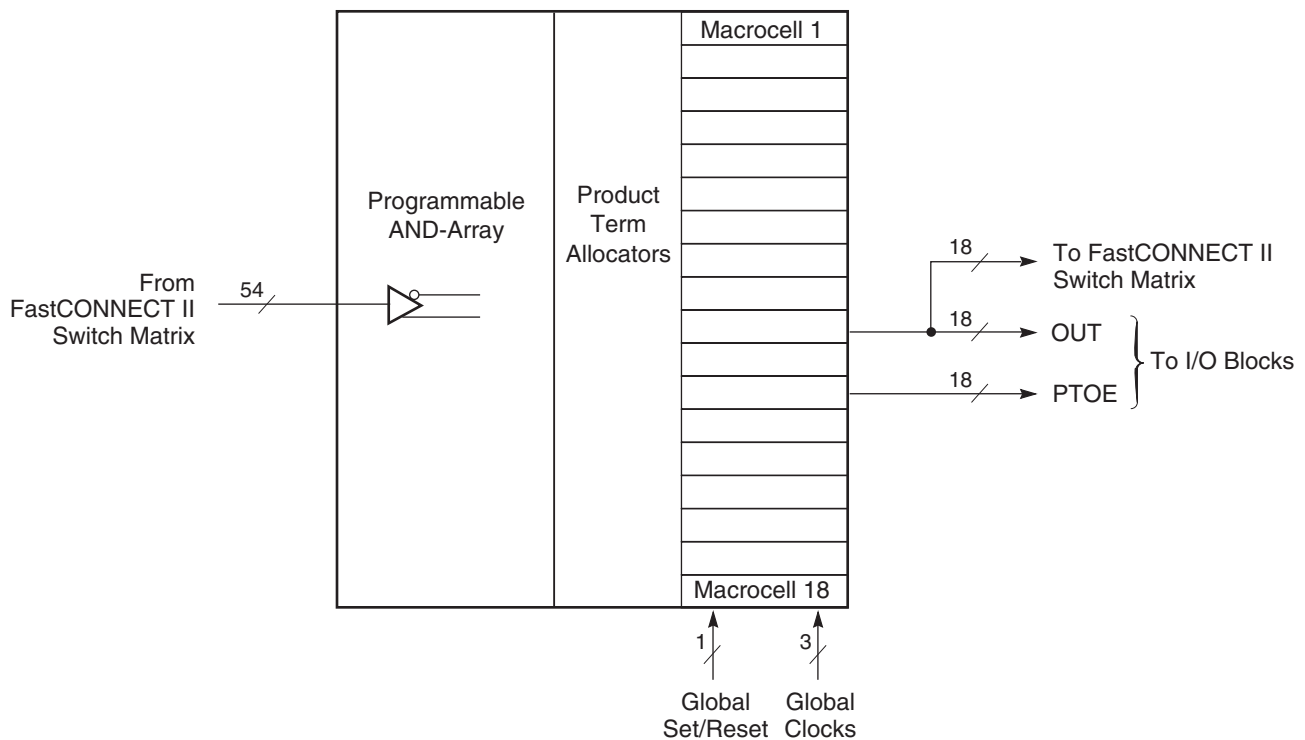 Macrocell 1
Programmable
AND-Array
Product
Term
Allocators
From
FastCONNECT II
Switch Matrix
54
18
To FastCONNECT II
Switch Matrix
18
OUT
18
PTOE
To I/O Blocks
Macrocell 18
1
3
Global
Set/Reset
Global
Clocks